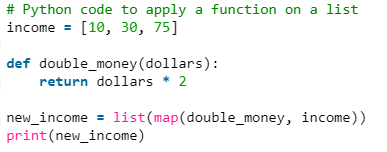 # Python code to apply a function on a list
income = [10, 30, 75]

def double_money(dollars):
    return dollars * 2

new_income = list(map(double_money, income))
print(new_income)